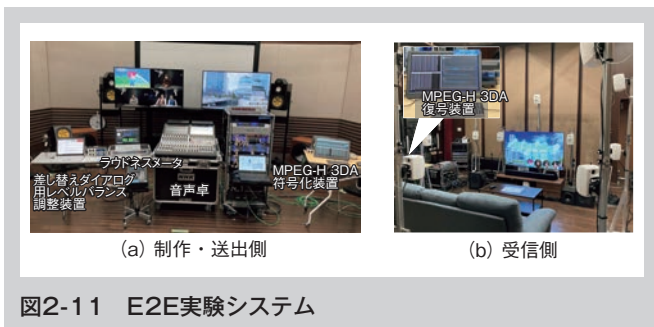 ラウドネスメータ
差し替えダイアログ
用レベルバランス
調整装置
音声卓
MPEG-H 3DA
符号化装置
(a) 制作・送出側
MPEG-H 3DA
復号装置
(b) 受信側
図2-11 E2E実験システム